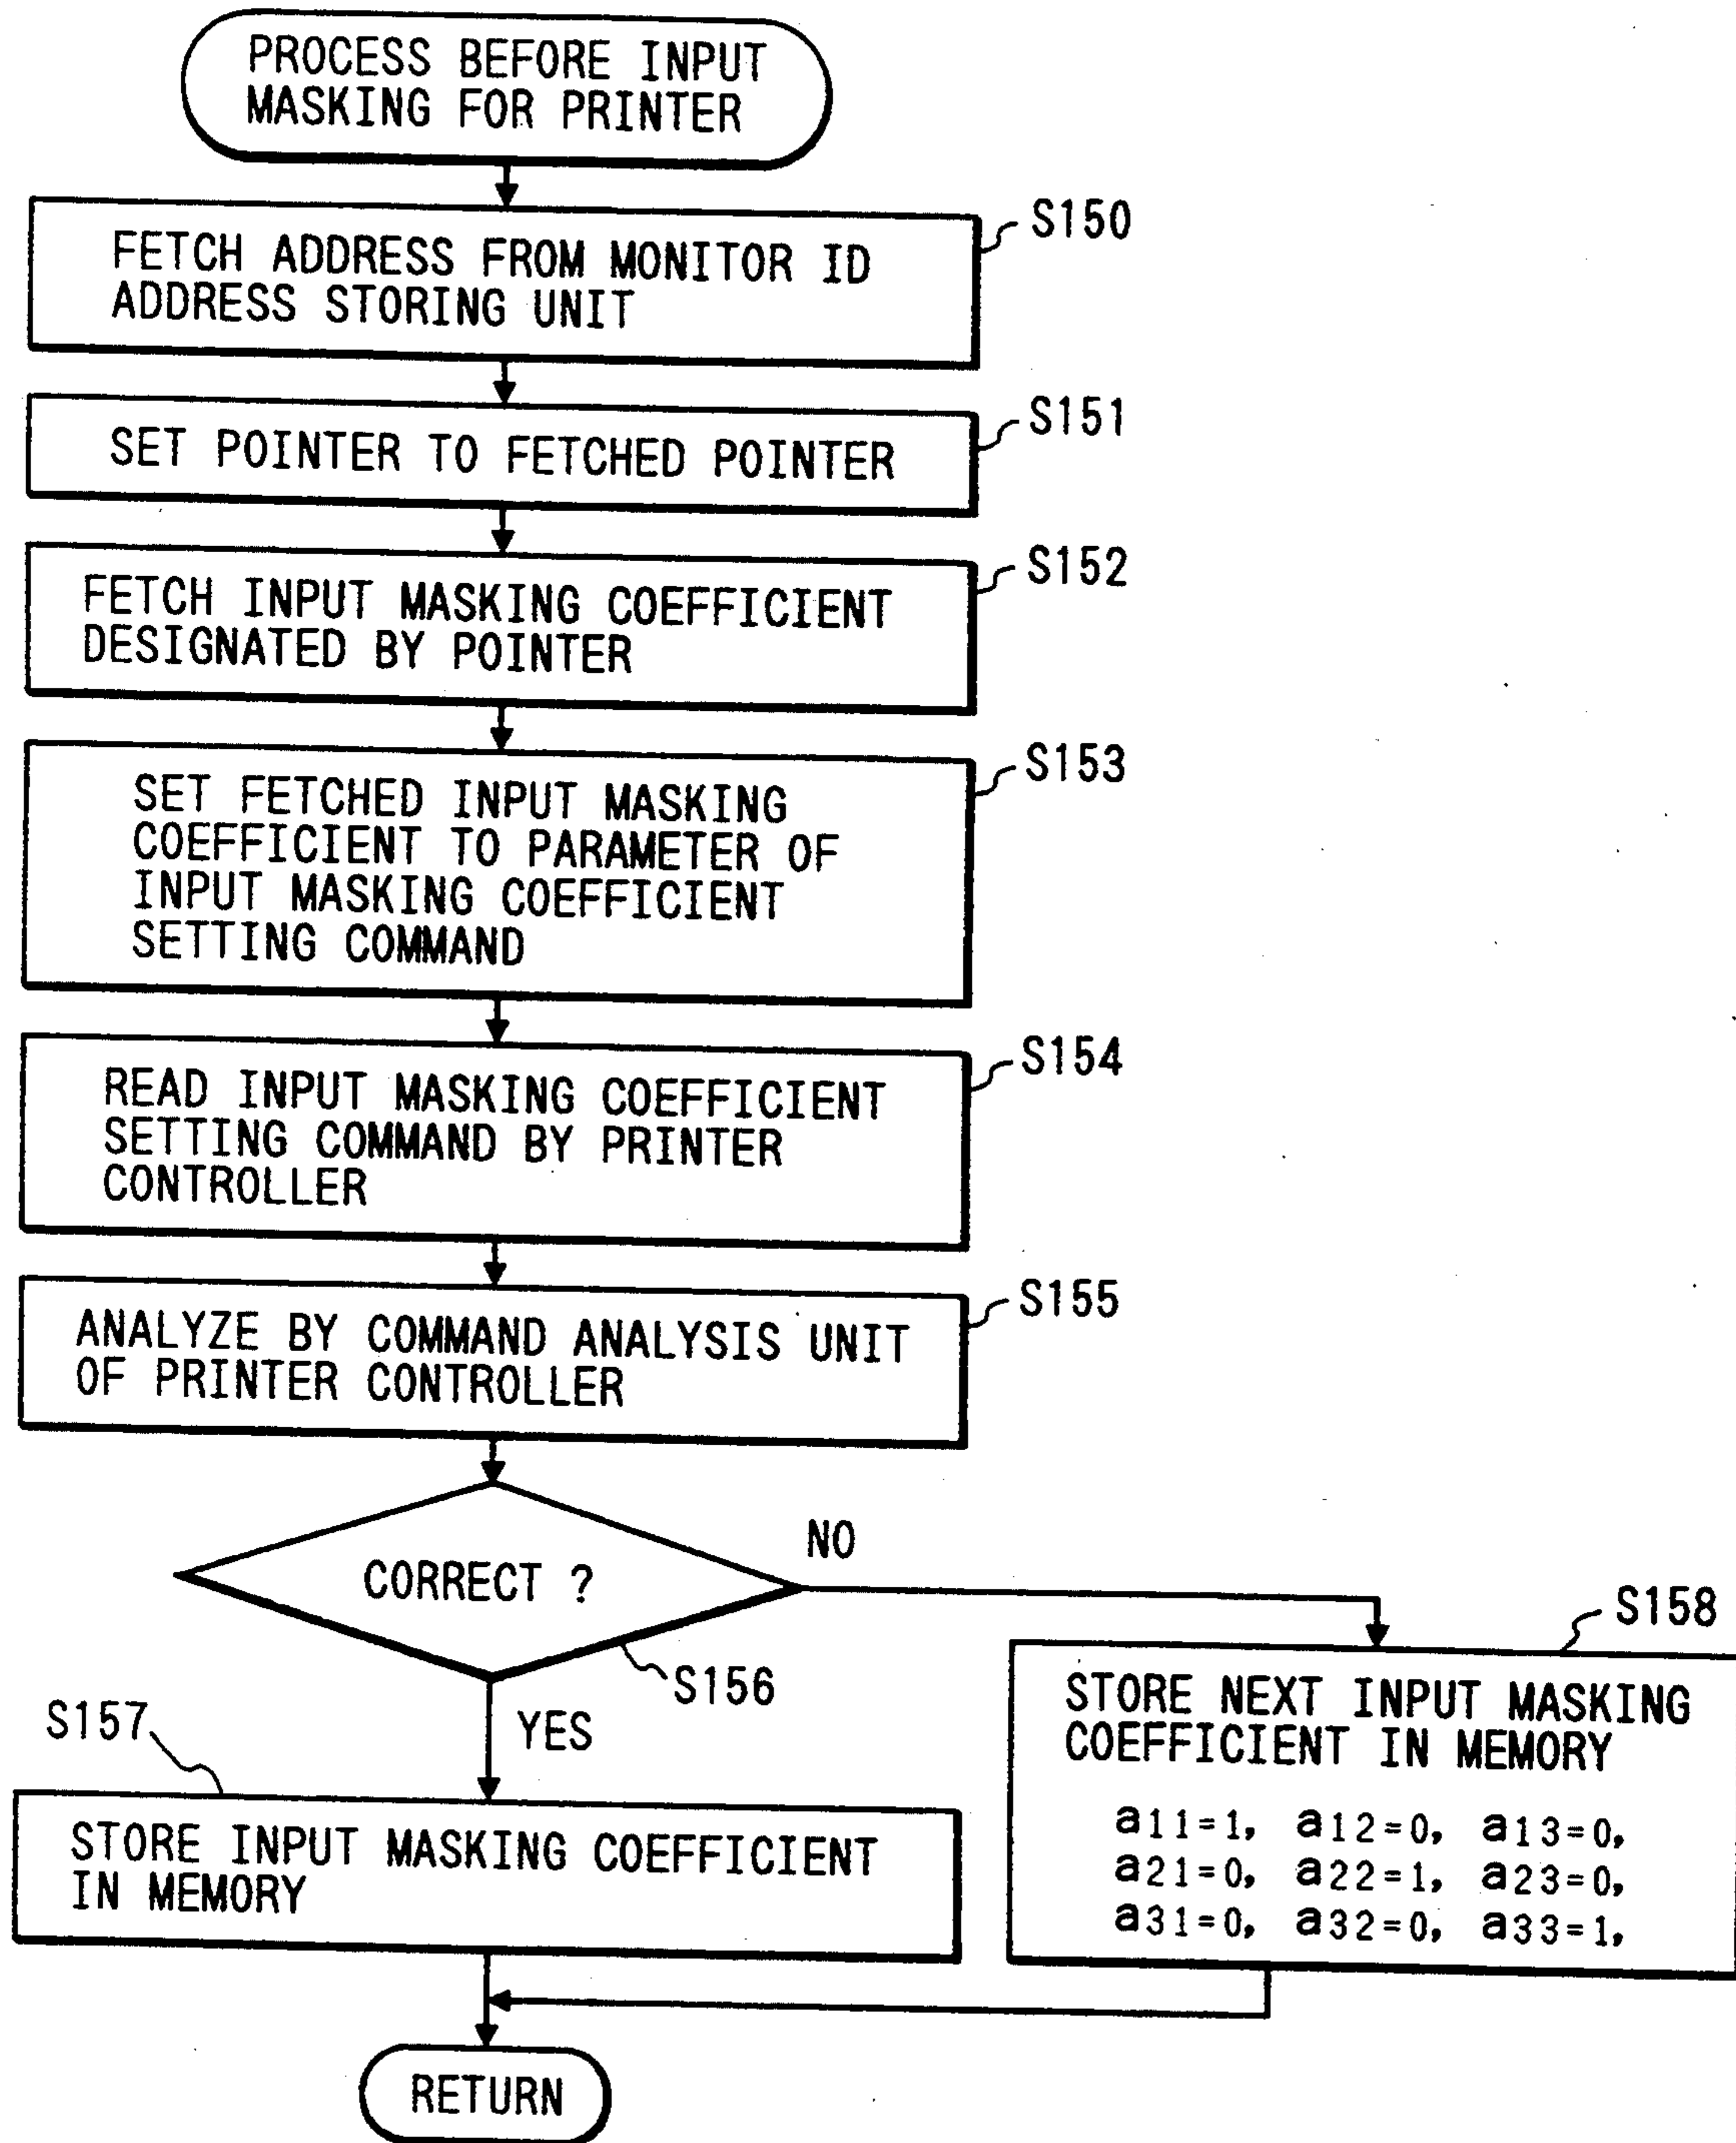 PROCESS BEFORE INPUT
MASKING FOR PRINTER
S150
FETCH ADDRESS FROM MONITOR ID
ADDRESS STORING UNIT
S151
SET POINTER TO FETCHED POINTER
S152
FETCH INPUT MASKING COEFFICIENT
DESIGNATED BY POINTER
S153
SET FETCHED INPUT MASKING
COEFFICIENT TO PARAMETER OF
INPUT MASKING COEFFICIENT
SETTING COMMAND
S154
READ INPUT MASKING COEFFICIENT
SETTING COMMAND BY PRINTER
CONTROLLER
S155
ANALYZE BY COMMAND ANALYSIS UNIT
OF PRINTER CONTROLLER
CORRECT ?
NO
S156
YES
S157
STORE INPUT MASKING COEFFICIENT
IN MEMORY
S158
STORE NEXT INPUT MASKING
COEFFICIENT IN MEMORY
a11=1, a12=0, a13=0,
a21=0, a22=1, a23=0,
a31=0, a32=0, a33=1,
RETURN